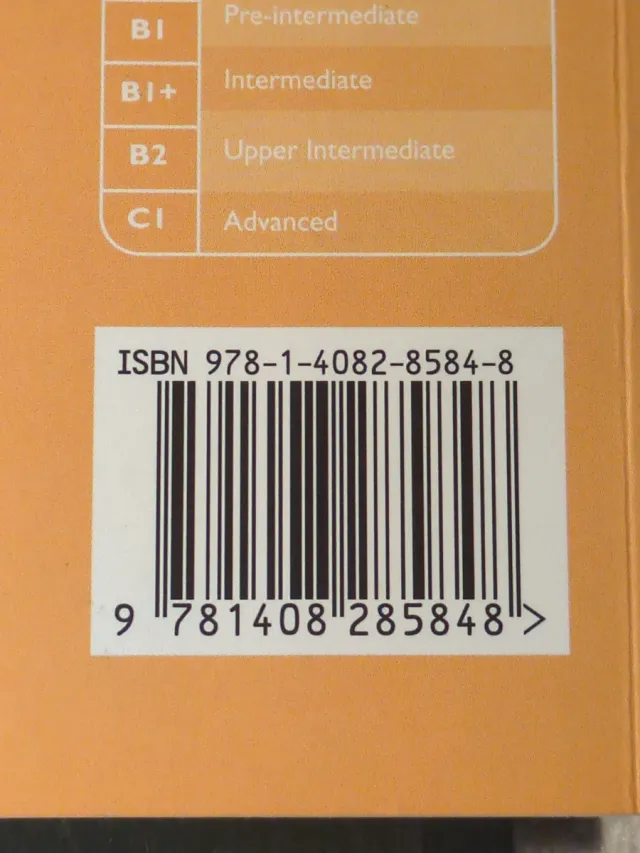 B1 Pre-intermediate
B1+ Intermediate
B2 Upper Intermediate
C1 Advanced
ISBN 978-1-4082-8584-8
9 781408 285848 >